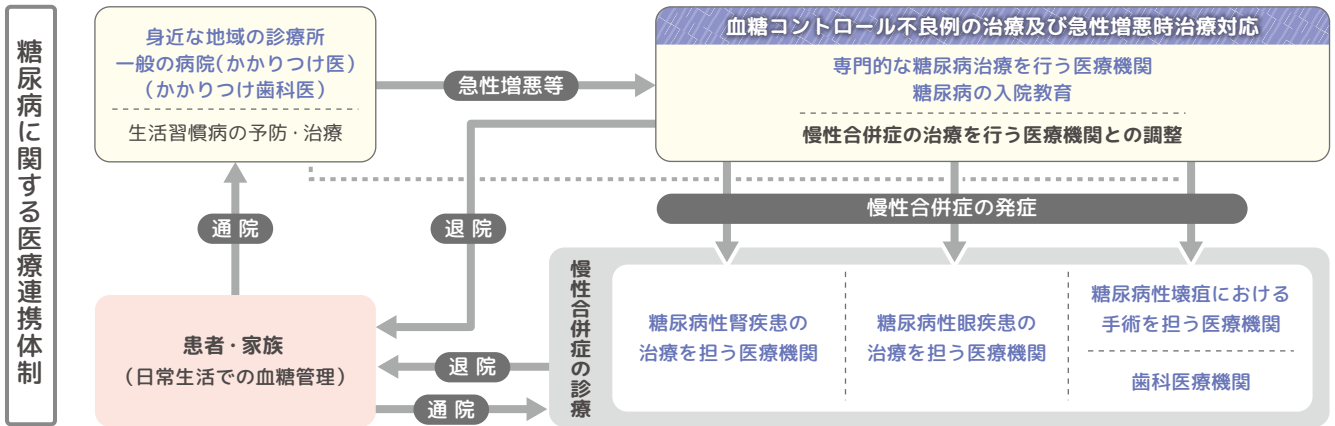 糖尿病に関する医療連携体制
身近な地域の診療所
一般の病院(かかりつけ医)
(かかりつけ歯科医)
生活習慣病の予防・治療
急性増悪等
血糖コントロール不良例の治療及び急性増悪時治療対応
専門的な糖尿病治療を行う医療機関
糖尿病の入院教育
慢性合併症の治療を行う医療機関との調整
通院
退院
慢性合併症の発症
患者・家族
(日常生活での血糖管理)
退院
通院
慢性合併症の診療
糖尿病性腎疾患の
治療を担う医療機関
糖尿病性眼疾患の
治療を担う医療機関
糖尿病性壊疽における
手術を担う医療機関
歯科医療機関